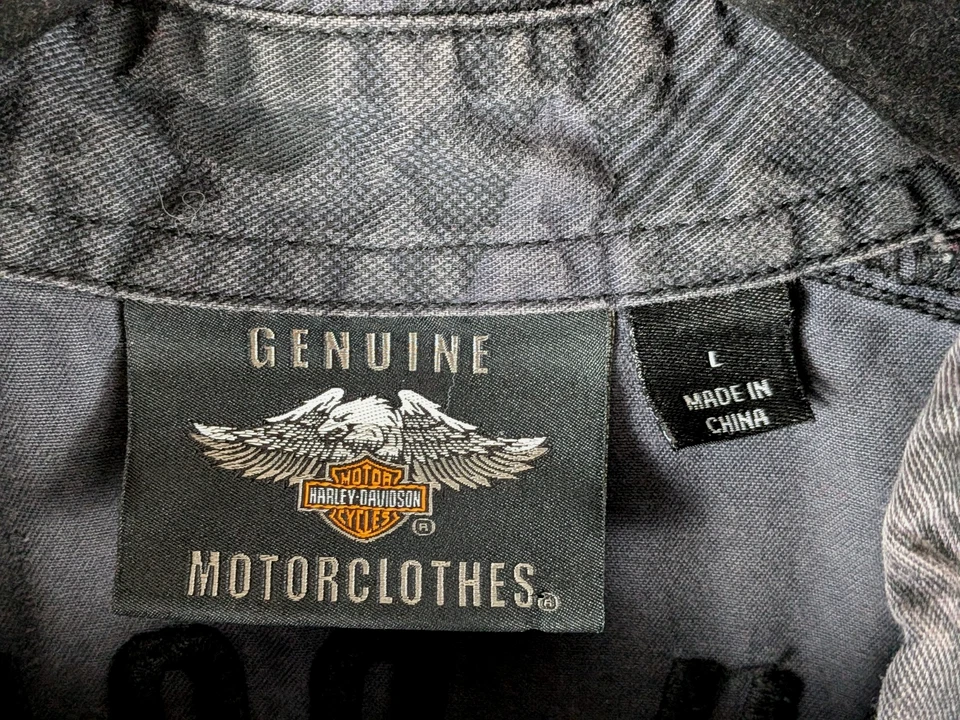 GENUINE
MOTOR
HARLEY-DAVIDSON
CYCLES
®
MOTORCLOTHES®
L
MADE IN
CHINA